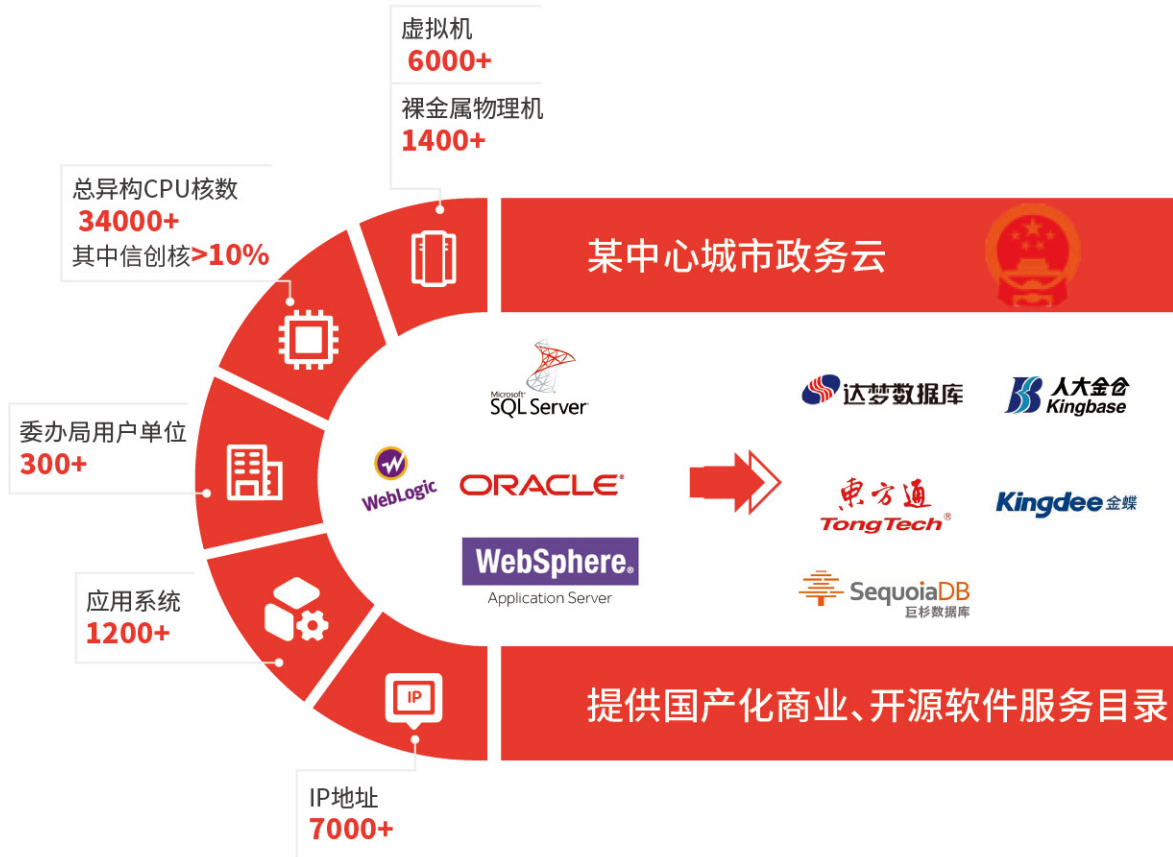 虚拟机
6000+
裸金属物理机
1400+
总异构CPU核数
34000+
其中信创核>10%
某中心城市政务云
委办局用户单位
300+
Microsoft®
SQL Server®
WebLogic
ORACLE®
WebSphere®
Application Server
达梦数据库
人大金仓
Kingbase
東方通
TongTech®
Kingdee 金蝶
SequoiaDB
巨杉数据库
应用系统
1200+
IP
提供国产化商业、开源软件服务目录
IP地址
7000+